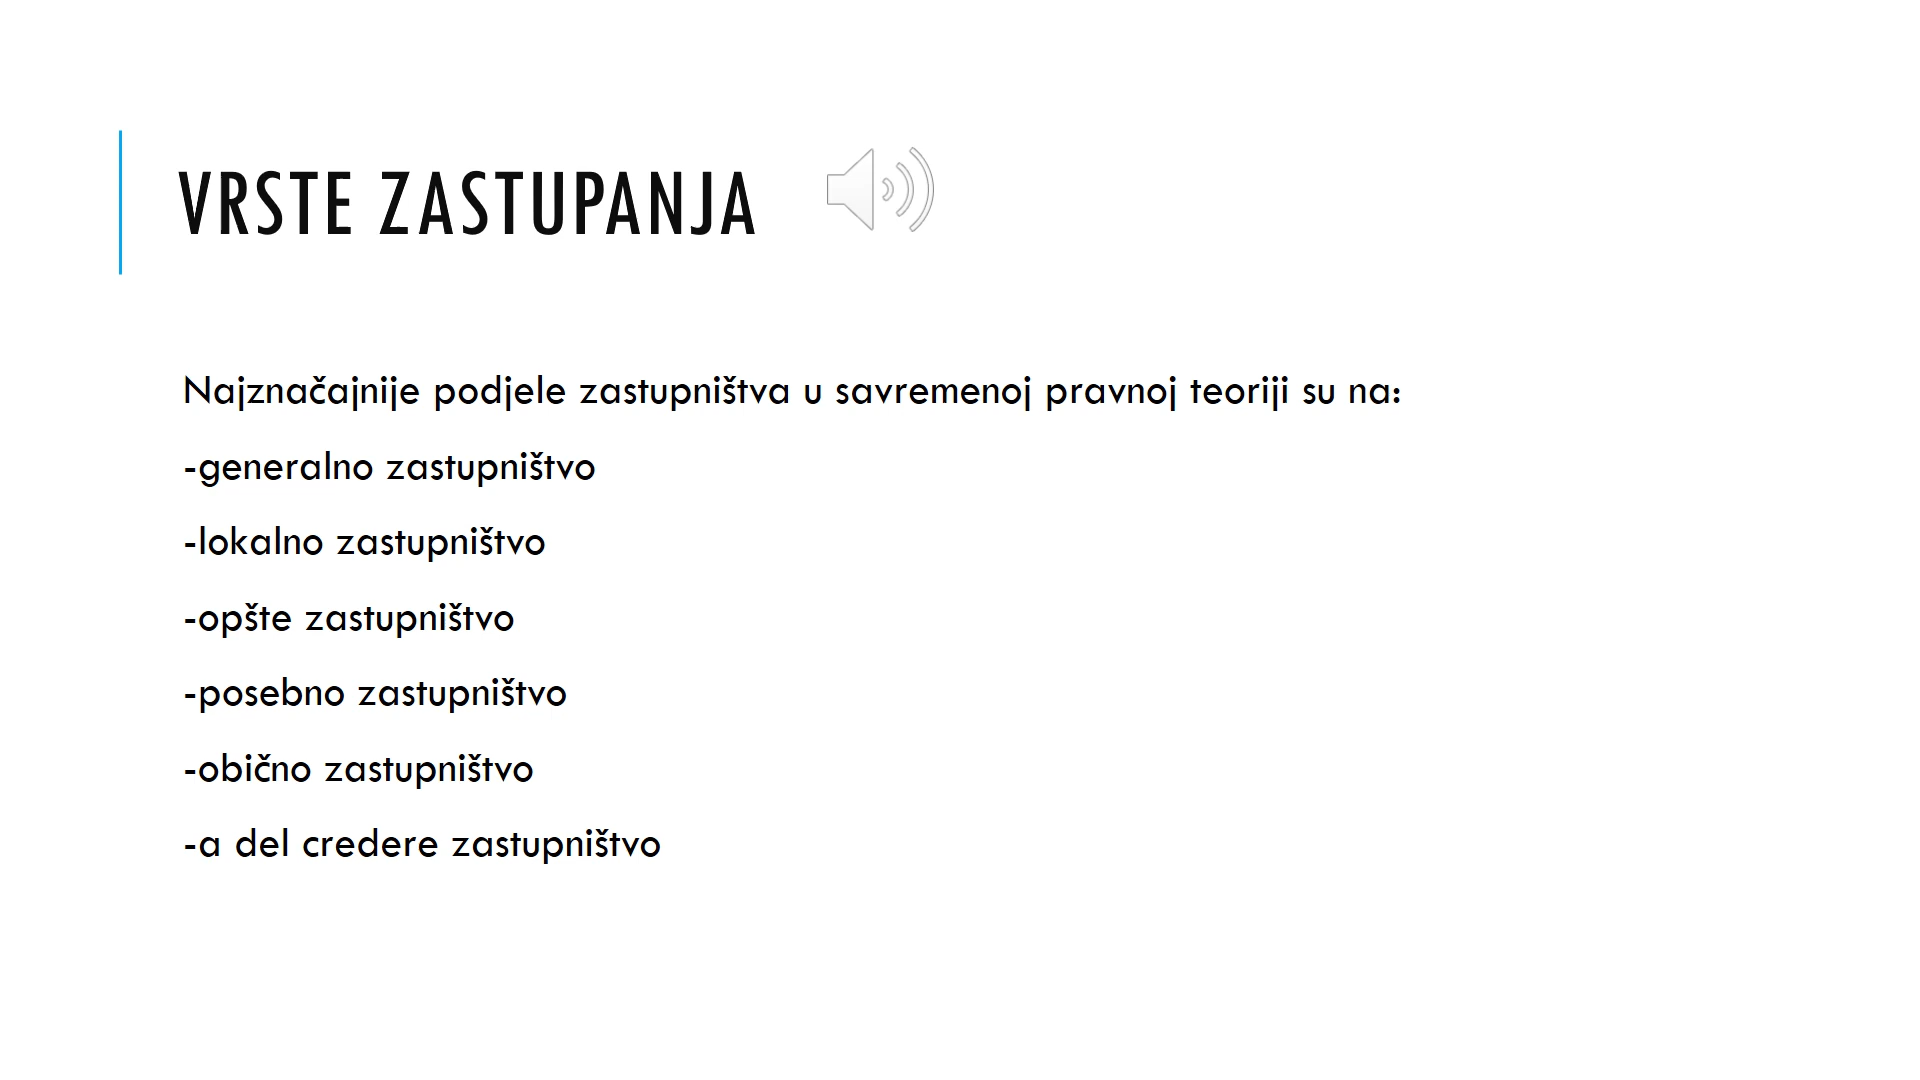 VRSTE ZASTUPANJA
Najznačajnije podjele zastupništva u savremenoj pravnoj teoriji su na:
-generalno zastupništvo
-lokalno zastupništvo
-opšte zastupništvo
-posebno zastupništvo
-obično zastupništvo
-a del credere zastupništvo